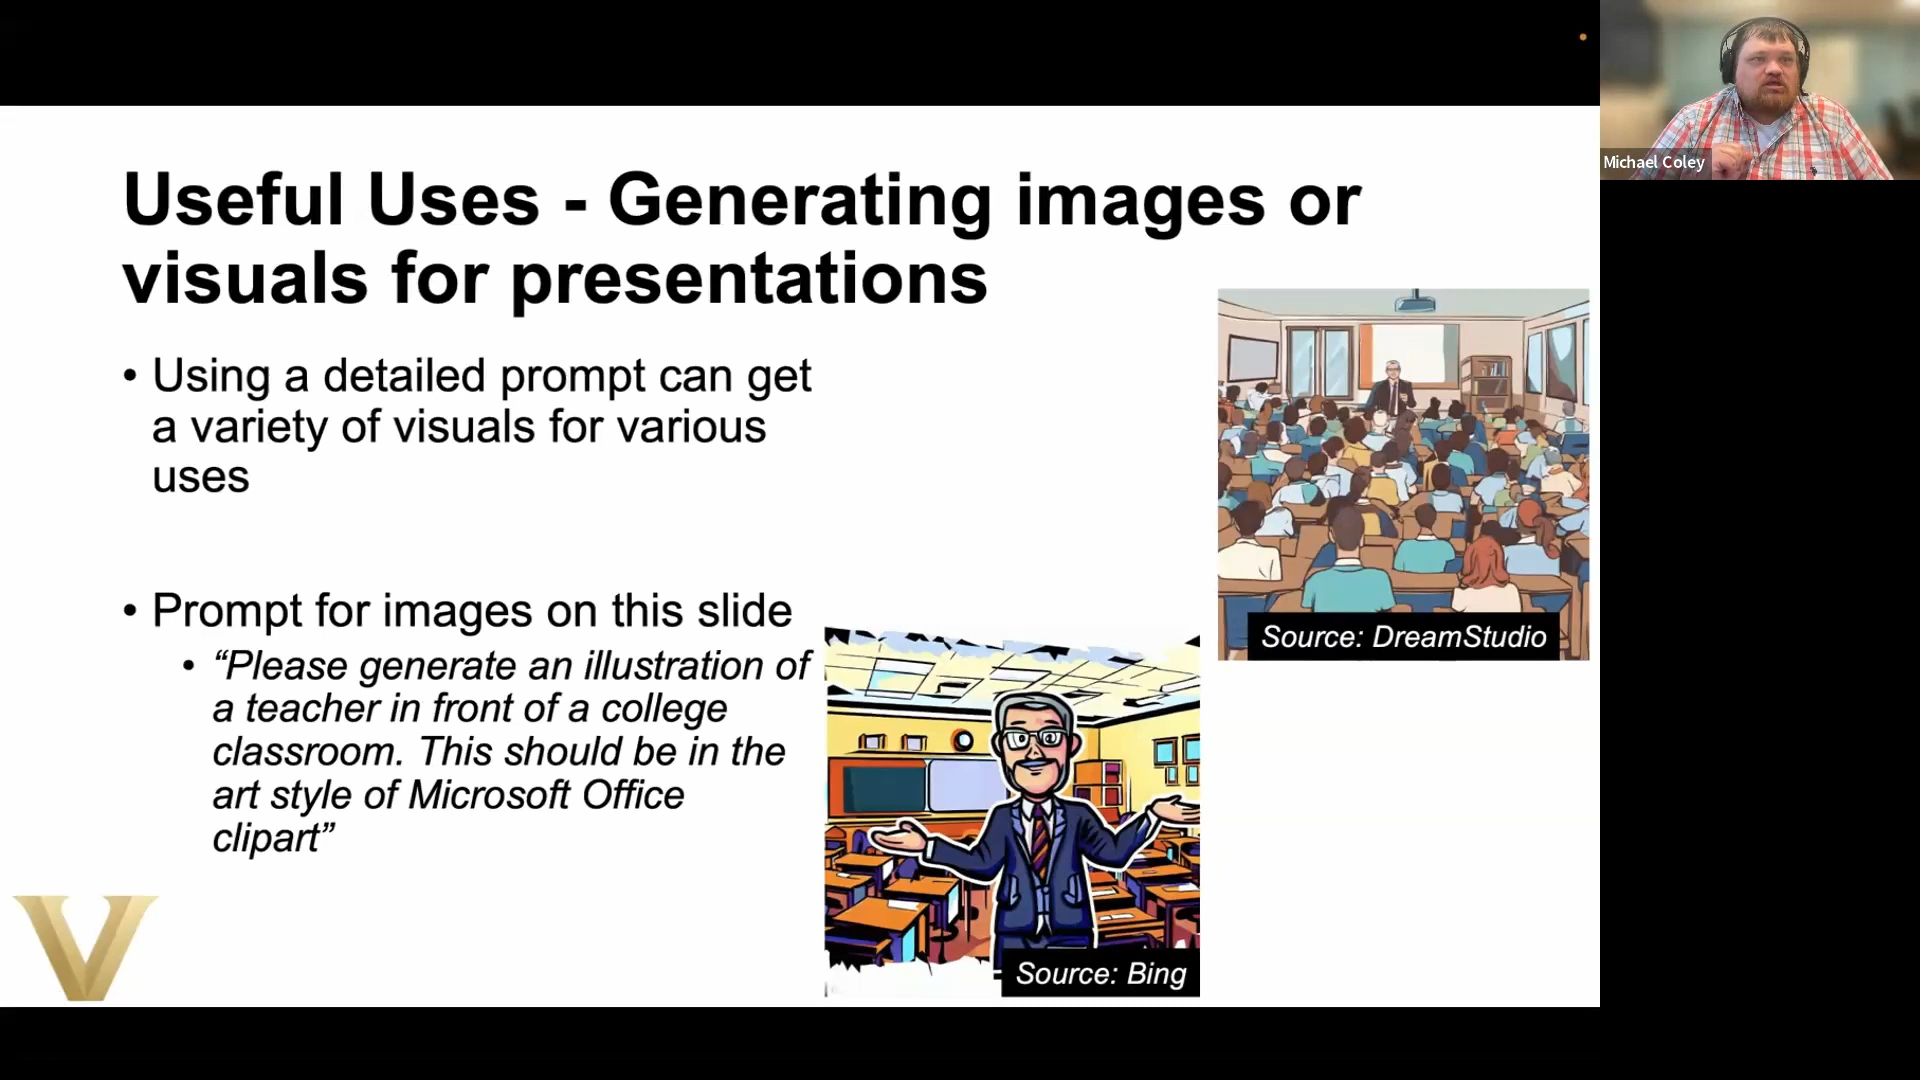 Michael Coley
Useful Uses - Generating images or
visuals for presentations
• Using a detailed prompt can get
a variety of visuals for various
uses
• Prompt for images on this slide
• “Please generate an illustration of
a teacher in front of a college
classroom. This should be in the
art style of Microsoft Office
clipart”
Source: DreamStudio
Source: Bing
V